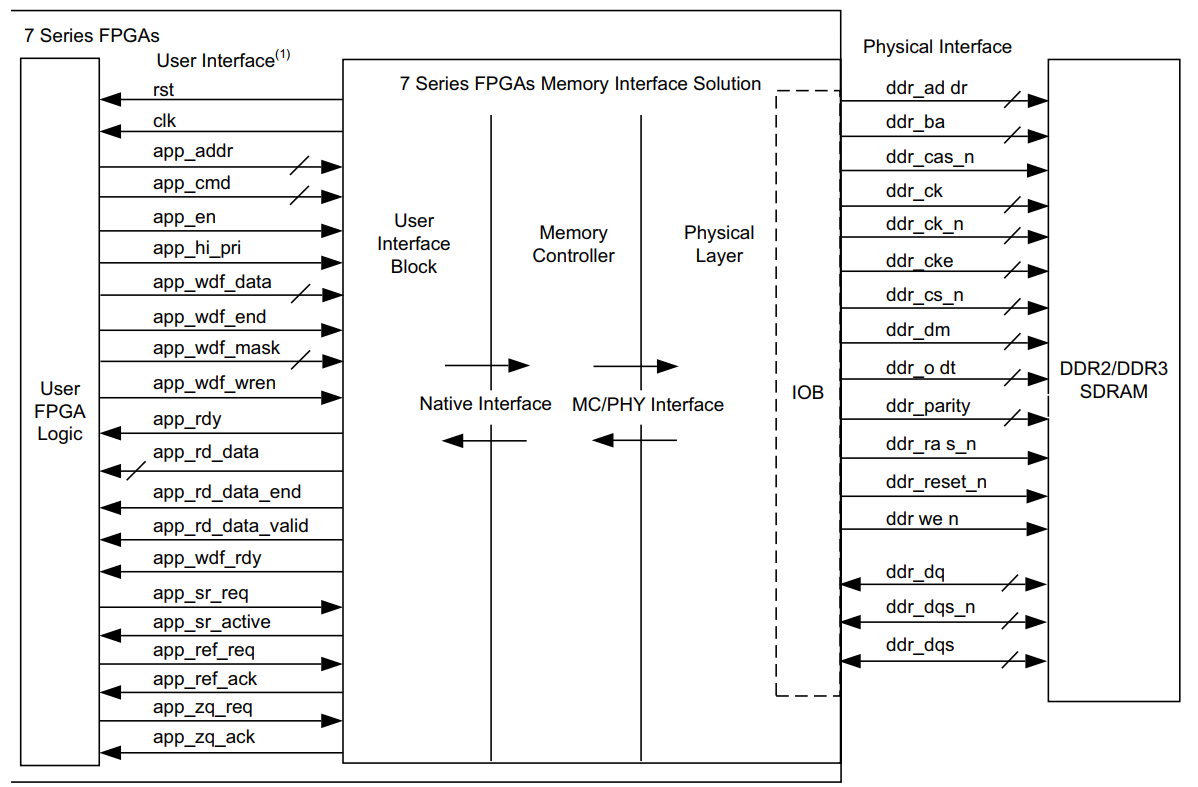 7 Series FPGAs
User Interface(1)
Physical Interface
7 Series FPGAs Memory Interface Solution
rst
clk
app_addr
app_cmd
app_en
app_hi_pri
app_wdf_data
app_wdf_end
app_wdf_mask
app_wdf_wren
app_rdy
app_rd_data
app_rd_data_end
app_rd_data_valid
app_wdf_rdy
app_sr_req
app_sr_active
app_ref_req
app_ref_ack
app_zq_req
app_zq_ack
User
FPGA
Logic
User
Interface
Block
Memory
Controller
Physical
Layer
Native Interface
MC/PHY Interface
IOB
ddr_ad dr
ddr_ba
ddr_cas_n
ddr_ck
ddr_ck_n
ddr_cke
ddr_cs_n
ddr_dm
ddr_o dt
ddr_parity
ddr_ra s_n
ddr_reset_n
ddr we n
ddr_dq
ddr_dqs_n
ddr_dqs
DDR2/DDR3
SDRAM